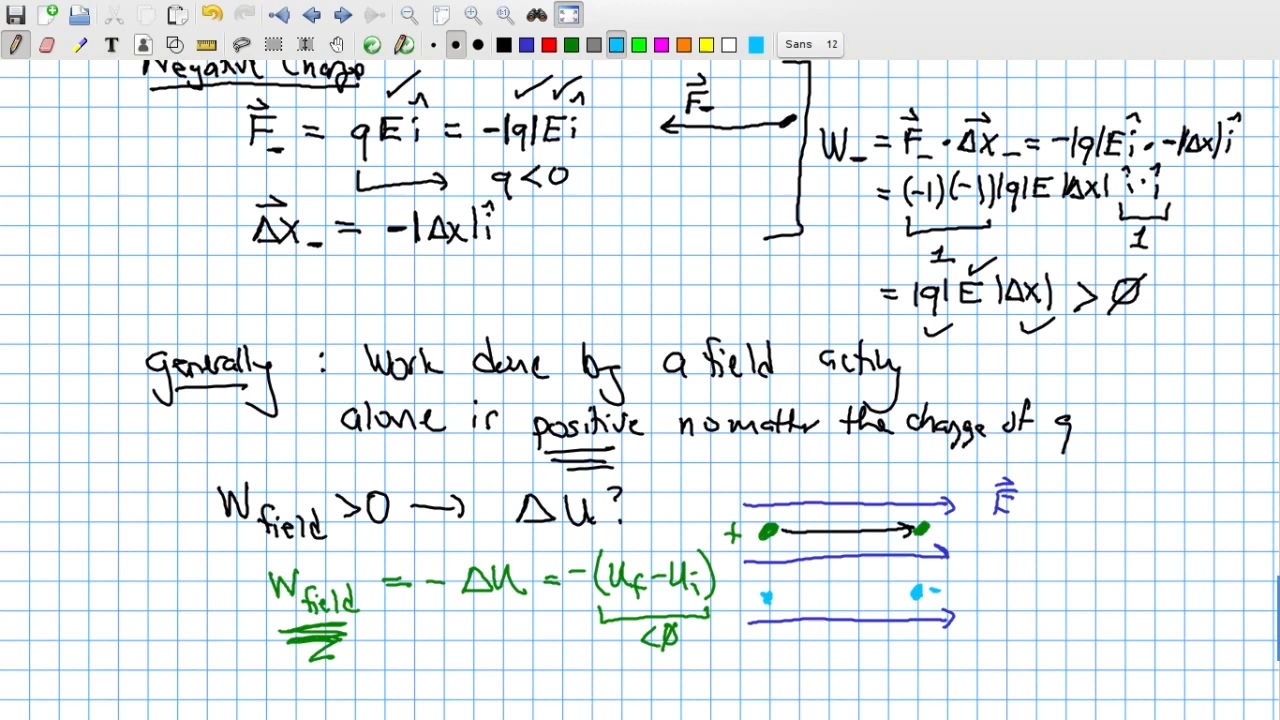 Sans 12
Negative Charge
F⃗₋ = qEî = -|q|Eî
q < 0
Δ⃗x₋ = -|Δx|î
F⃗₋
W₋ = F⃗₋ · Δ⃗x₋ = -|q|Eî · -|Δx|î
= (-1)(-1)|q|E|Δx| î·î
1 1
= |q|E|Δx| > 0
generally : Work done by a field acting
alone is positive no matter the charge of q
W_field > 0 → ΔU?
E⃗
+
W_field = -ΔU = -(U_f - U_i)
-
< 0